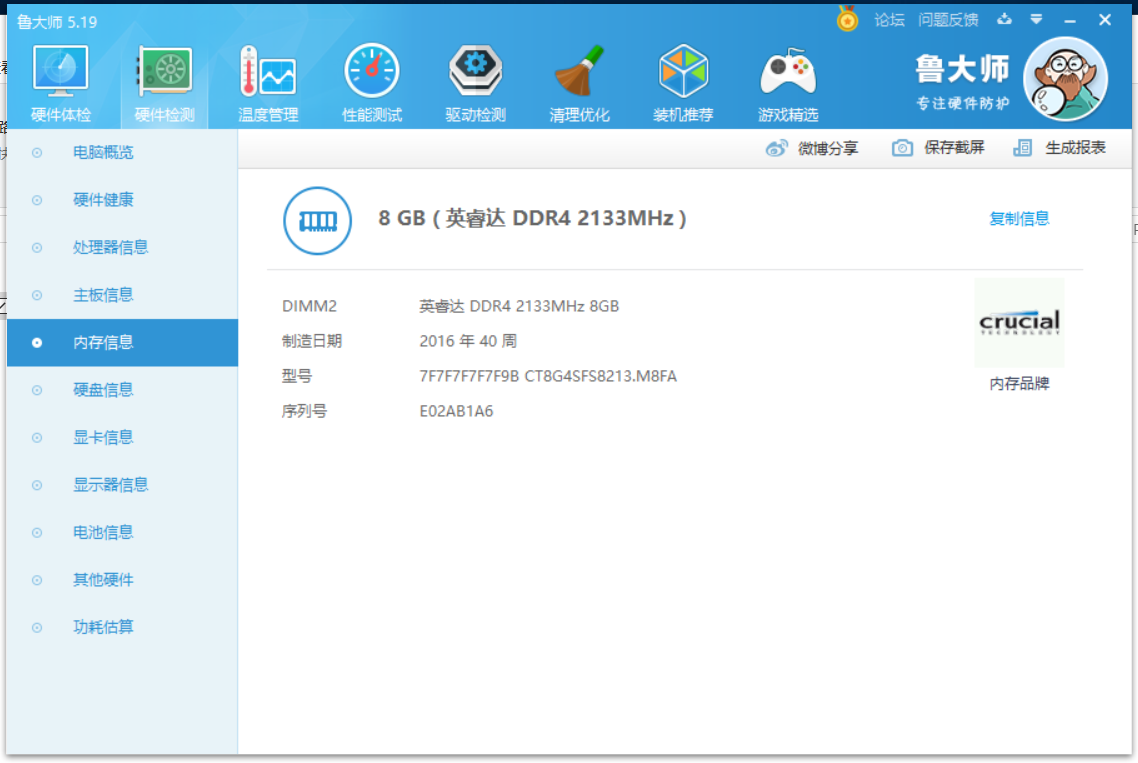 鲁大师 5.19
论坛 问题反馈
硬件体检 硬件检测 温度管理 性能测试 驱动检测 清理优化 装机推荐 游戏精选
鲁大师
专注硬件防护
微博分享 保存截屏 生成报表
电脑概览
硬件健康
处理器信息
主板信息
内存信息
硬盘信息
显卡信息
显示器信息
电池信息
其他硬件
功耗估算
8 GB ( 英睿达 DDR4 2133MHz )
复制信息
DIMM2 英睿达 DDR4 2133MHz 8GB
制造日期 2016 年 40 周
型号 7F7F7F7F7F9B CT8G4SFS8213.M8FA
序列号 E02AB1A6
crucial
TECHNOLOGY
内存品牌